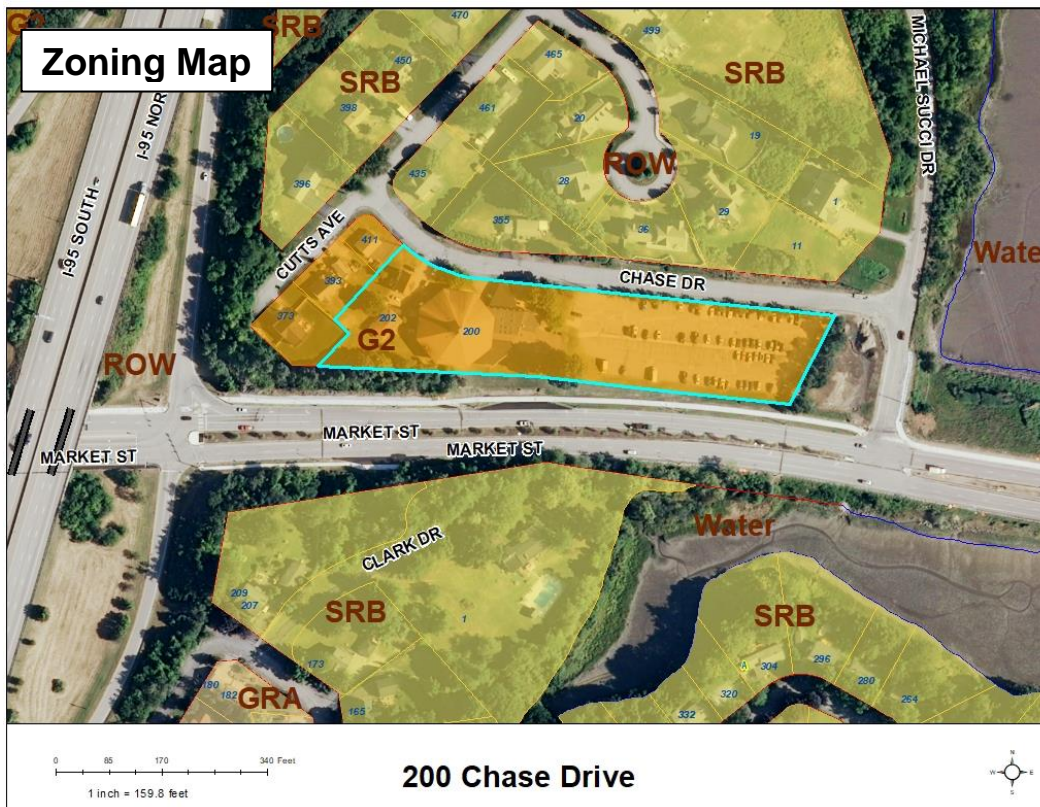 G2
Zoning Map
SRB
470
450
SRB
398
396
I-95 SOUTH
I-95 NOR
465
461
20
435
28
355
36
ROW
499
SRB
19
29
11
1
MICHAEL SUCCI DR
Wate
CUTTS AVE
411
393
373
CHASE DR
202
200
G2
ROW
MARKET ST
MARKET ST
MARKET ST
CLARK DR
Water
209
207
SRB
1
173
180
182
GRA
165
SRB
A
304
296
280
264
320
332
0 85 170 340 Feet
1 inch = 159.8 feet
200 Chase Drive
N
W E
S